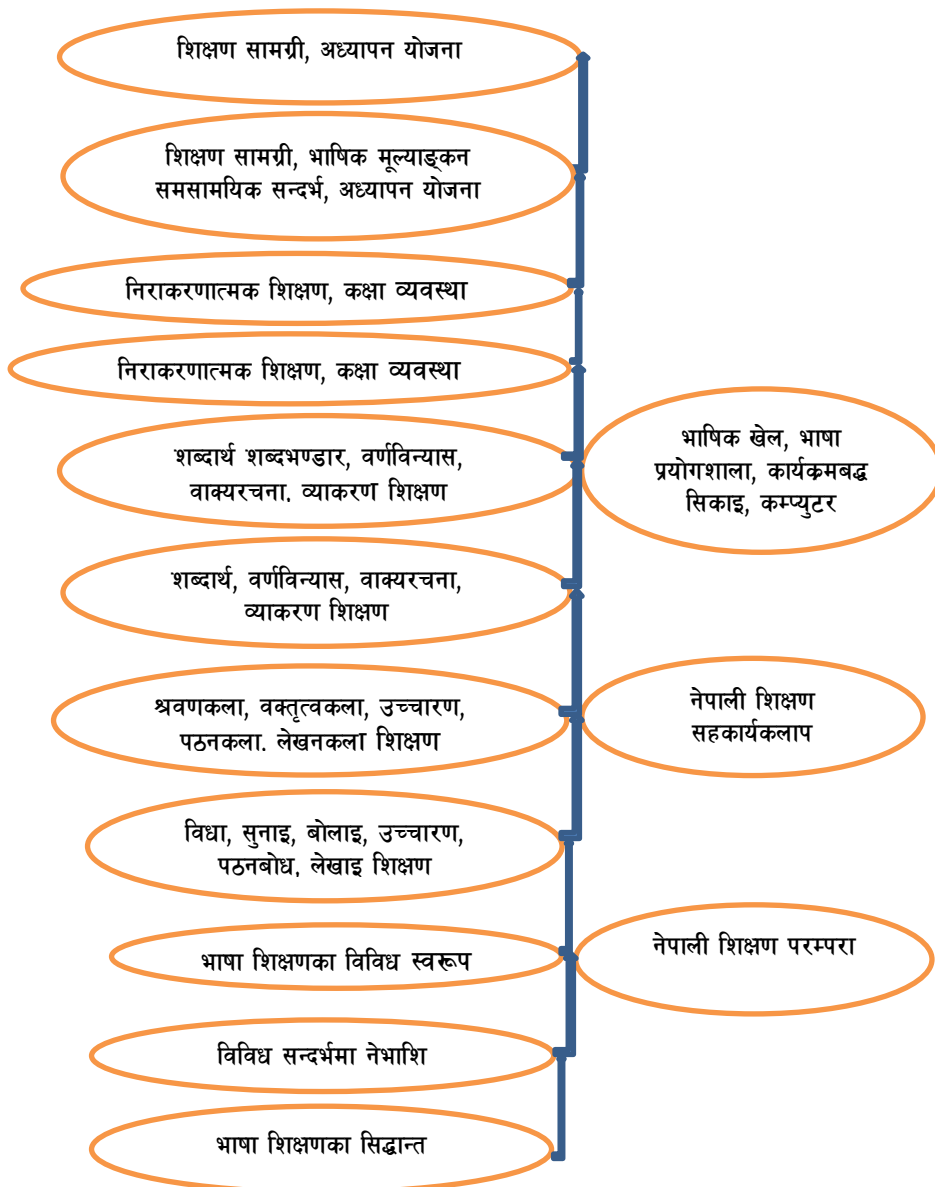 शिक्षण सामग्री, अध्यापन योजना
शिक्षण सामग्री, भाषिक मूल्याङ्कन
समसामयिक सन्दर्भ, अध्यापन योजना
निराकरणात्मक शिक्षण, कक्षा व्यवस्था
निराकरणात्मक शिक्षण, कक्षा व्यवस्था
शब्दार्थ शब्दभण्डार, वर्णविन्यास,
वाक्यरचना, व्याकरण शिक्षण
भाषिक खेल, भाषा
प्रयोगशाला, कार्यक्रमबद्ध
सिकाइ, कम्प्युटर
शब्दार्थ, वर्णविन्यास, वाक्यरचना,
व्याकरण शिक्षण
श्रवणकला, वक्तृत्वकला, उच्चारण,
पठनकला, लेखनकला शिक्षण
नेपाली शिक्षण
सहकार्यकलाप
विधा, सुनाइ, बोलाइ, उच्चारण,
पठनबोध, लेखाइ शिक्षण
भाषा शिक्षणका विविध स्वरूप
नेपाली शिक्षण परम्परा
विविध सन्दर्भमा नेभाशि
भाषा शिक्षणका सिद्धान्त